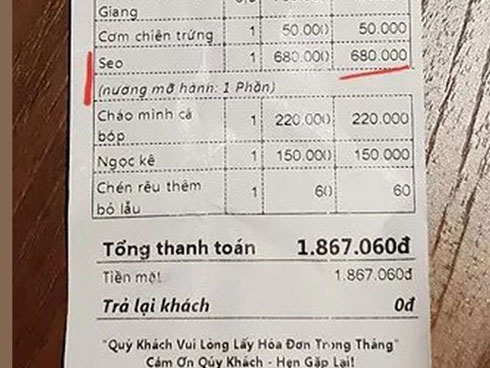 Giang
Cơm chiên trứng 1 50.000 50.000
Seo 1 680.000 680.000
(nướng mỡ hành: 1 Phần)
Cháo mình cá 1 220.000 220.000
bóp
Ngọc kê 1 150.000 150.000
Chén rêu thêm 1 60 60
bỏ lẩu
Tổng thanh toán 1.867.060đ
Tiền mặt 1.867.060đ
Trả lại khách 0đ
"Quý Khách Vui Lòng Lấy Hóa Đơn Trong Tháng"
Cảm Ơn Qúy Khách - Hẹn Gặp Lại!